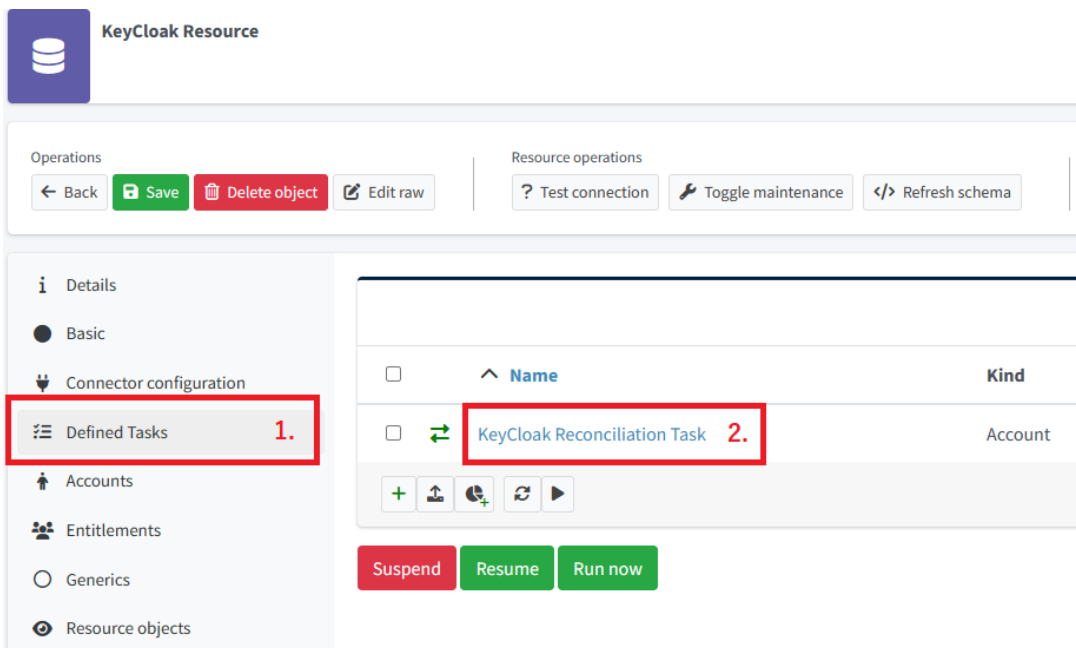 KeyCloak Resource
Operations
Resource operations
Back Save Delete object Edit raw ? Test connection Toggle maintenance </> Refresh schema
i Details
Basic
Connector configuration
Name Kind
Defined Tasks 1.
KeyCloak Reconciliation Task 2. Account
Accounts
Entitlements
Suspend Resume Run now
Generics
Resource objects